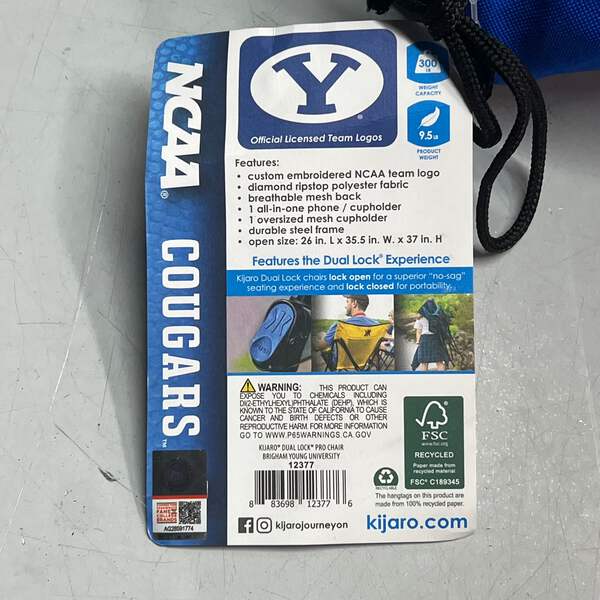 NCAA
®
COUGARS™
Y
®
Official Licensed Team Logos
300
LB
WEIGHT
CAPACITY
9.5 LB
PRODUCT
WEIGHT
Features:
• custom embroidered NCAA team logo
• diamond ripstop polyester fabric
• breathable mesh back
• 1 all-in-one phone / cupholder
• 1 oversized mesh cupholder
• durable steel frame
• open size: 26 in. L x 35.5 in. W. x 37 in. H
Features the Dual Lock® Experience
Kijaro Dual Lock chairs lock open for a superior "no-sag"
seating experience and lock closed for portability.
WARNING: THIS PRODUCT CAN
EXPOSE YOU TO CHEMICALS INCLUDING
DI(2-ETHYLHEXYL)PHTHALATE (DEHP), WHICH IS
KNOWN TO THE STATE OF CALIFORNIA TO CAUSE
CANCER AND BIRTH DEFECTS OR OTHER
REPRODUCTIVE HARM. FOR MORE INFORMATION
GO TO WWW.P65WARNINGS.CA.GOV
KIJARO® DUAL LOCK® PRO CHAIR
BRIGHAM YOUNG UNIVERSITY
12377
8 83698 12377 6
kijarojourneyon
FSC
www.fsc.org
RECYCLED
Paper made from
recycled material
FSC® C189345
RECYCLABLE
The hangtags on this product are
made from 100% recycled paper.
kijaro.com
AG28591774